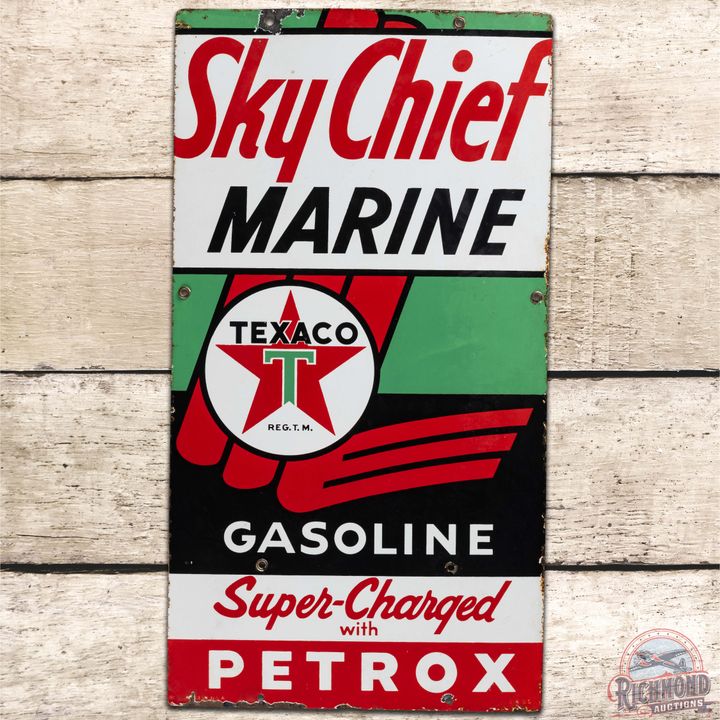 Sky Chief
MARINE
TEXACO
T
REG.T.M.
GASOLINE
Super-Charged
with
PETROX
RICHMOND
AUCTIONS